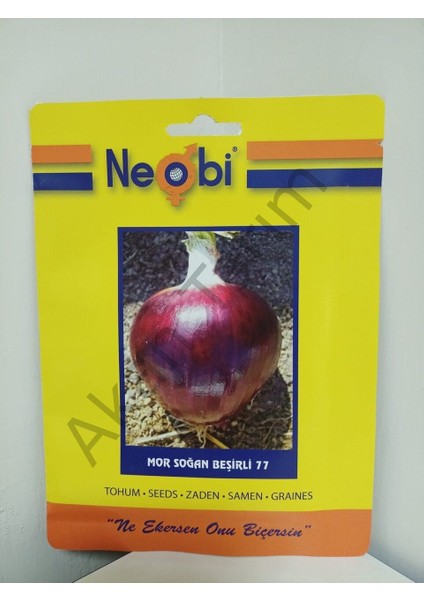 Neobi®
MOR SOĞAN BEŞİRLİ 77
TOHUM • SEEDS • ZADEN • SAMEN • GRAINES
"Ne Ekersen Onu Biçersin"